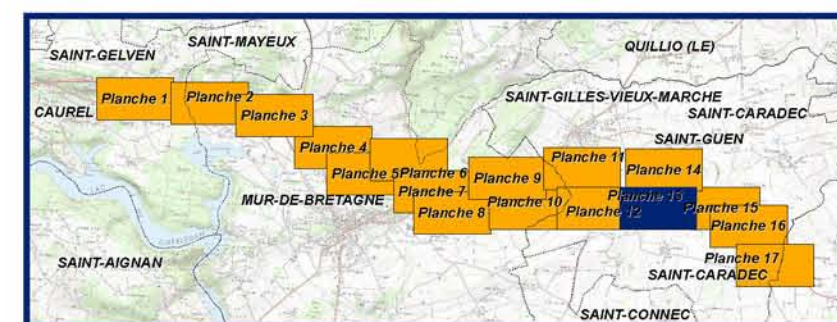 SAINT-GELVEN
SAINT-MAYEUX
QUILLIO (LE)
CAUREL
Planche 1
Planche 2
Planche 3
SAINT-GILLES-VIEUX-MARCHE
SAINT-CARADEC
SAINT-GUEN
Planche 4
Planche 5
Planche 6
Planche 7
Planche 8
Planche 9
Planche 10
Planche 11
Planche 12
Planche 13
Planche 14
Planche 15
Planche 16
Planche 17
MUR-DE-BRETAGNE
SAINT-AIGNAN
SAINT-CARADEC
SAINT-CONNEC